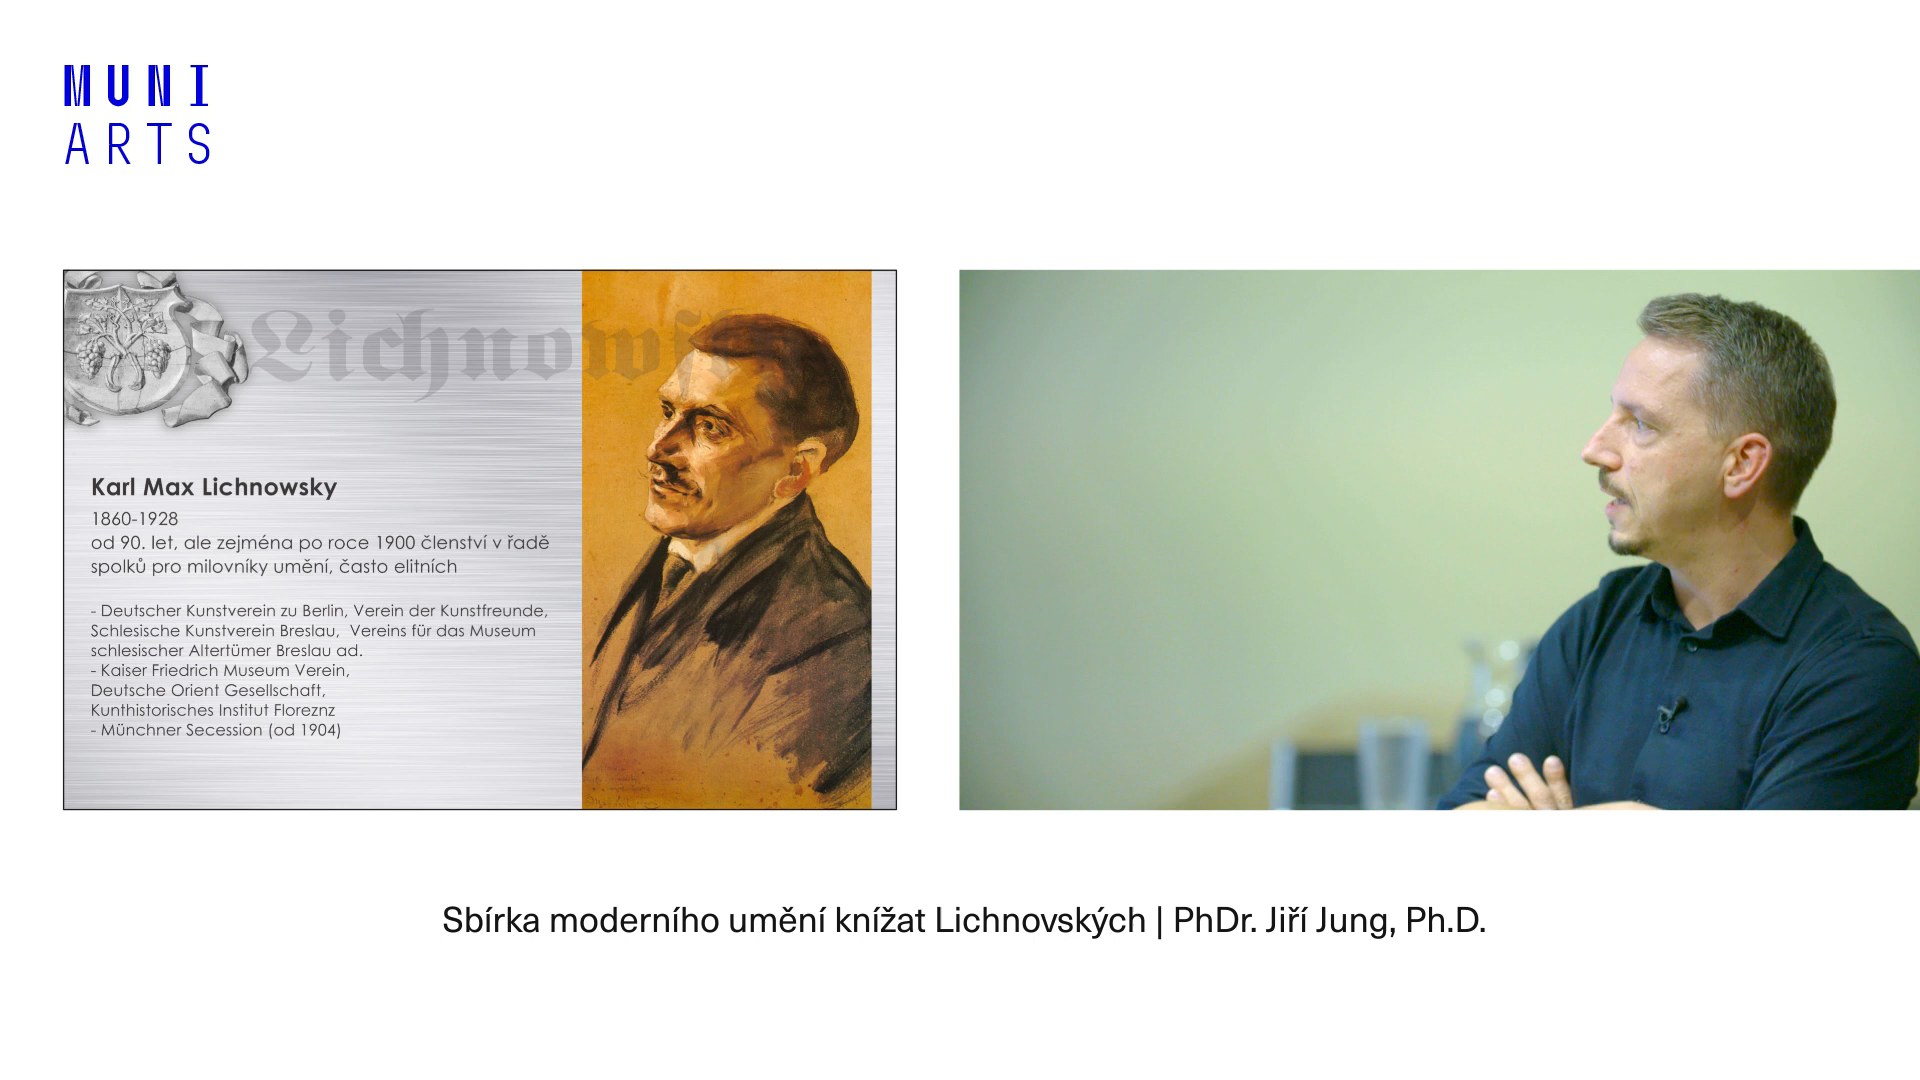 MUNI
ARTS
Lichnows
Karl Max Lichnowsky
1860-1928
od 90. let, ale zejména po roce 1900 členství v řadě
spolků pro milovníky umění, často elitních
- Deutscher Kunstverein zu Berlin, Verein der Kunstfreunde,
Schlesische Kunstverein Breslau,  Vereins für das Museum
schlesischer Altertümer Breslau ad.
- Kaiser Friedrich Museum Verein,
Deutsche Orient Gesellschaft,
Kunthistorisches Institut Floreznz
- Münchner Secession (od 1904)
Sbírka moderního umění knížat Lichnovských | PhDr. Jiří Jung, Ph.D.